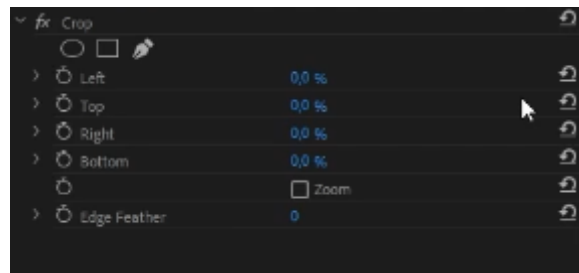 fx Crop
Left 0,0 %
Top 0,0 %
Right 0,0 %
Bottom 0,0 %
Zoom
Edge Feather 0